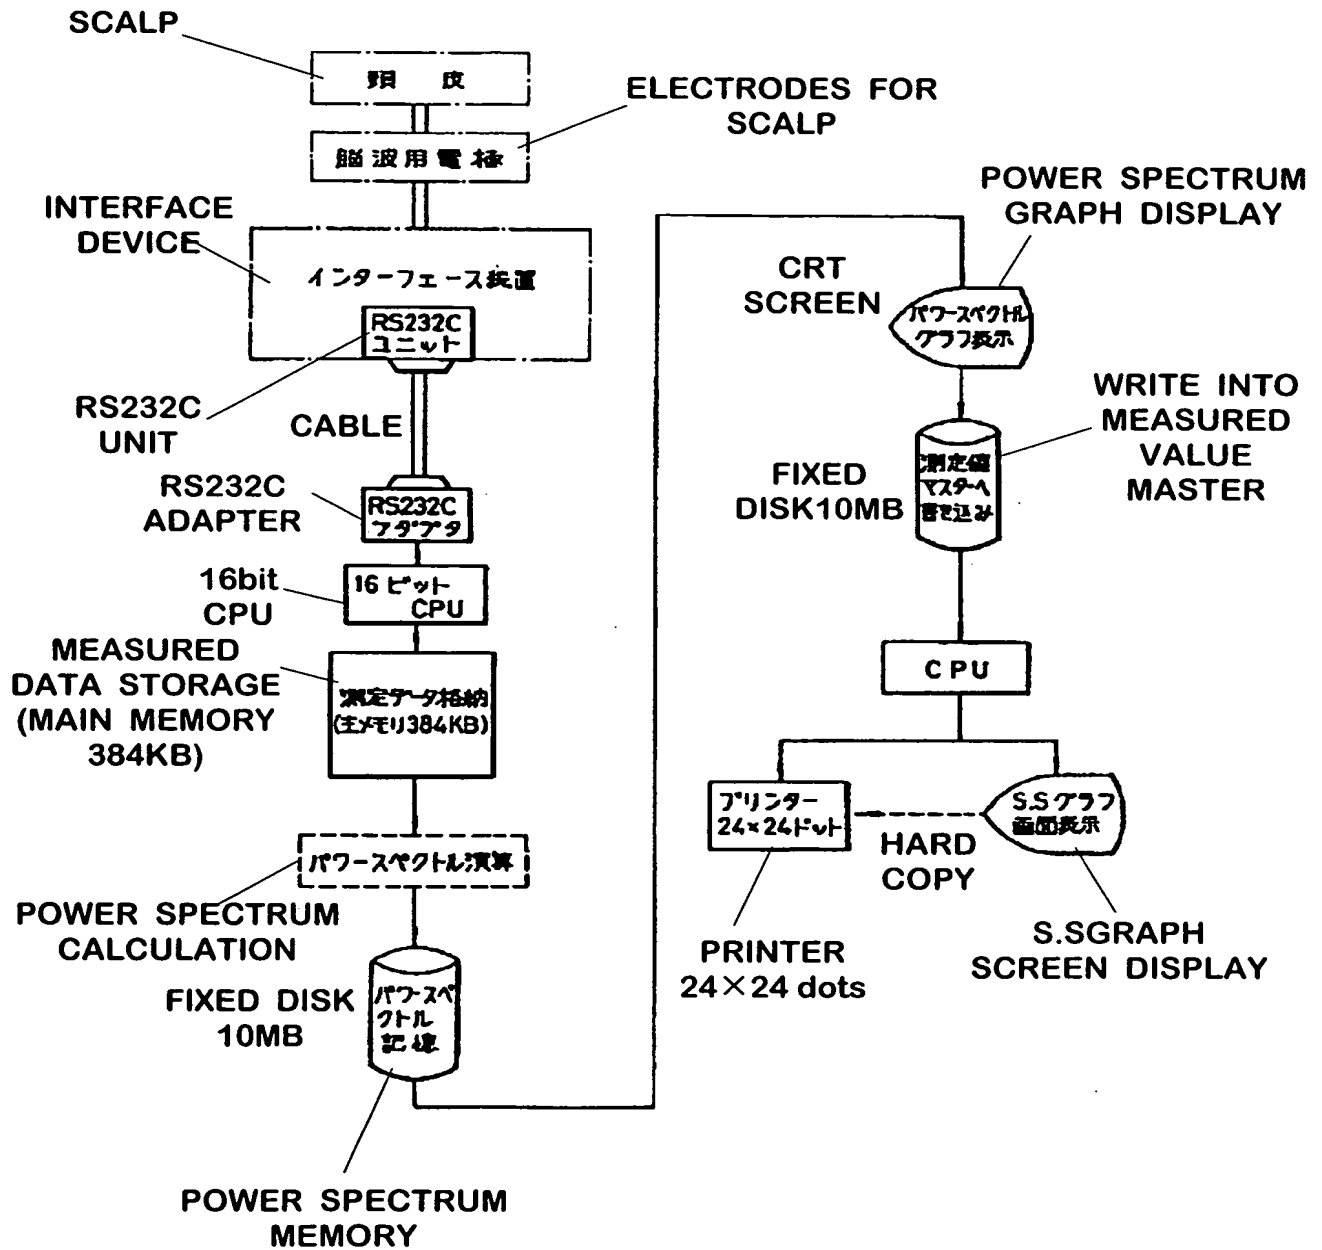 SCALP
頭 皮
ELECTRODES FOR
SCALP
脳波用電極
INTERFACE
DEVICE
インターフェース装置
RS232C
ユニット
RS232C
UNIT
CABLE
RS232C
ADAPTER
RS232C
アダプタ
16bit
CPU
16 ビット
CPU
MEASURED
DATA STORAGE
(MAIN MEMORY
384KB)
測定データ格納
(主メモリ384KB)
パワースペクトル演算
POWER SPECTRUM
CALCULATION
FIXED DISK
10MB
パワースペ
クトル
記録
POWER SPECTRUM
MEMORY
POWER SPECTRUM
GRAPH DISPLAY
CRT
SCREEN
パワースペクトル
グラフ表示
WRITE INTO
MEASURED
VALUE
MASTER
FIXED
DISK10MB
測定値
マスターへ
書き込み
CPU
プリンター
24×24ドット
S.Sグラフ
画面表示
HARD
COPY
PRINTER
24×24 dots
S.SGRAPH
SCREEN DISPLAY